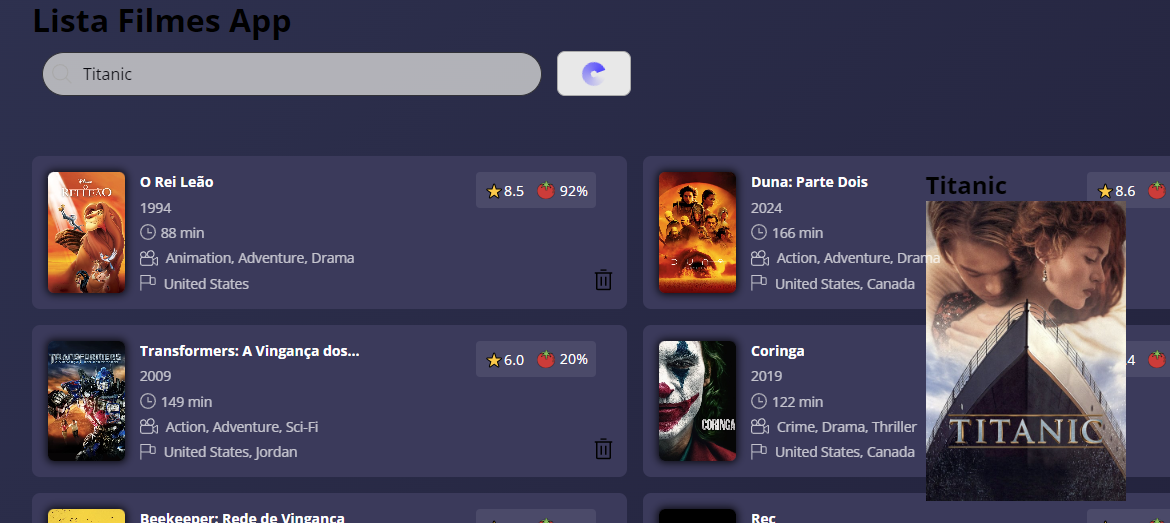 Lista Filmes App
Titanic
O Rei Leão
8.5 92%
1994
88 min
Animation, Adventure, Drama
United States
Duna: Parte Dois
8.6
2024
166 min
Action, Adventure, Drama
United States, Canada
Titanic
TITANIC
Transformers: A Vingança dos...
6.0 20%
2009
149 min
Action, Adventure, Sci-Fi
United States, Jordan
Coringa
4
2019
122 min
Crime, Drama, Thriller
United States, Canada
CORINGA
Beekeeper: Rede de Vingança
Rec